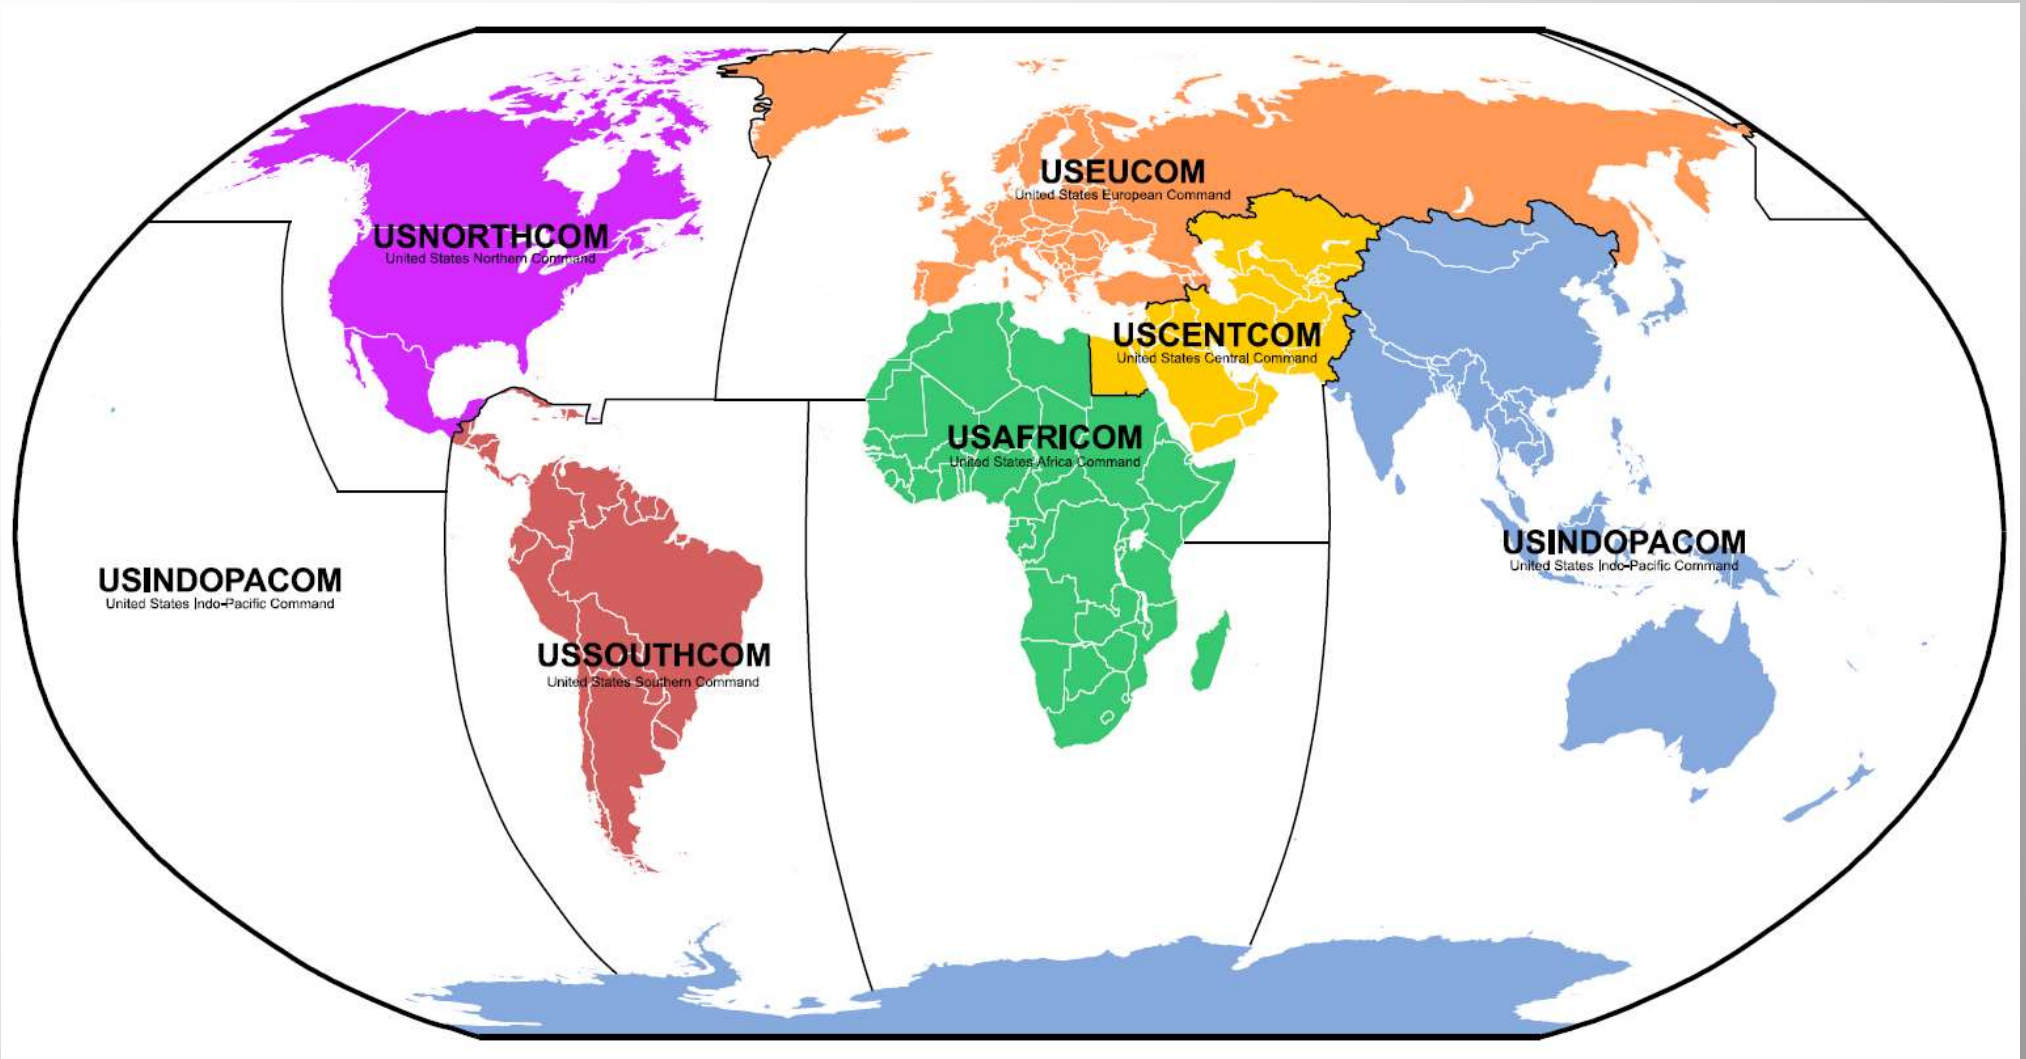 USEUCOM
United States European Command
USNORTHCOM
United States Northern Command
USCENTCOM
United States Central Command
USAFRICOM
United States Africa Command
USINDOPACOM
United States Indo-Pacific Command
USINDOPACOM
United States Indo-Pacific Command
USSOUTHCOM
United States Southern Command